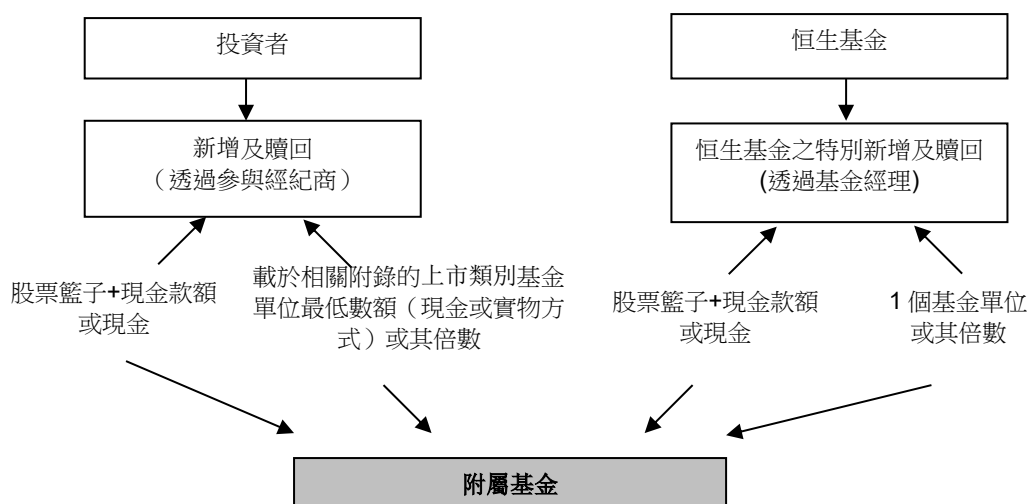 投資者
恒生基金
新增及贖回
（透過參與經紀商）
恒生基金之特別新增及贖回
(透過基金經理)
股票籃子+現金款額
或現金
載於相關附錄的上市類別基金
單位最低數額（現金或實物方
式）或其倍數
股票籃子+現金款額
或現金
1 個基金單位
或其倍數
附屬基金